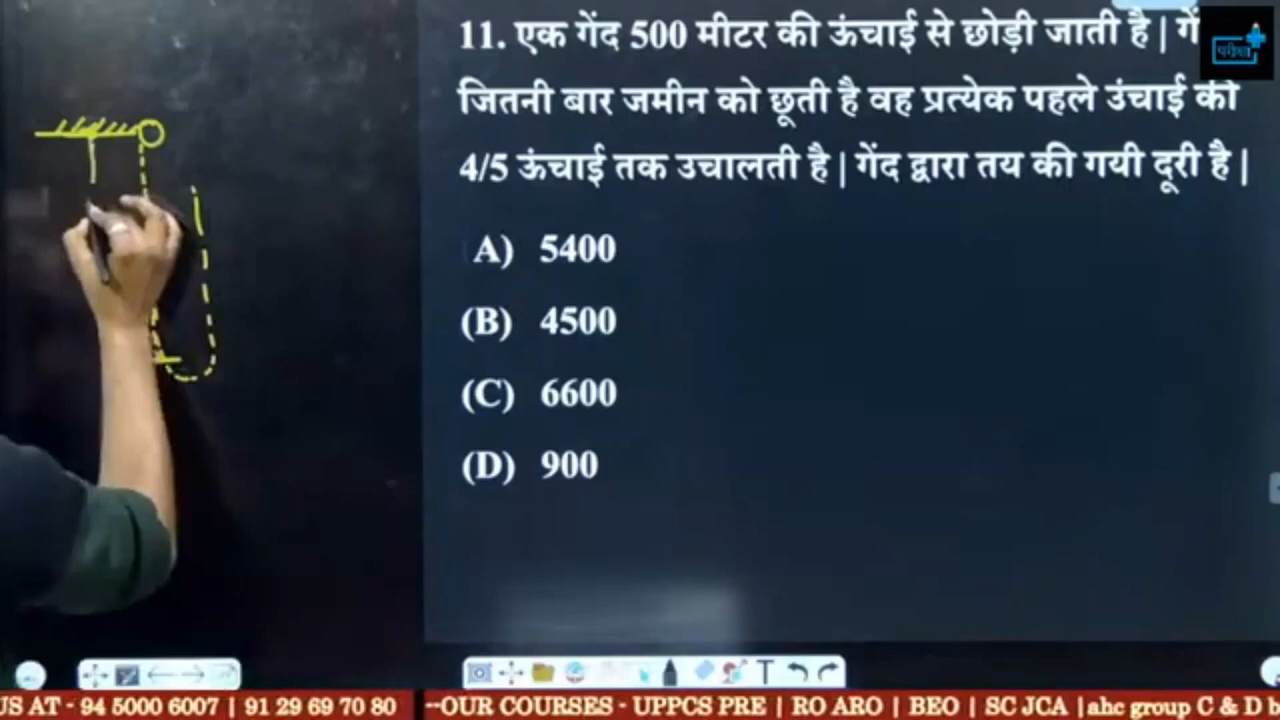 11. एक गेंद 500 मीटर की ऊंचाई से छोड़ी जाती है | गें
परीक्षा
जितनी बार जमीन को छूती है वह प्रत्येक पहले उंचाई की
4/5 ऊंचाई तक उचालती है | गेंद द्वारा तय की गयी दूरी है |
A) 5400
(B) 4500
(C) 6600
(D) 900
US AT - 94 5000 6007 | 91 29 69 70 80 --OUR COURSES - UPPCS PRE | RO ARO | BEO | SC JCA |ahc group C & D